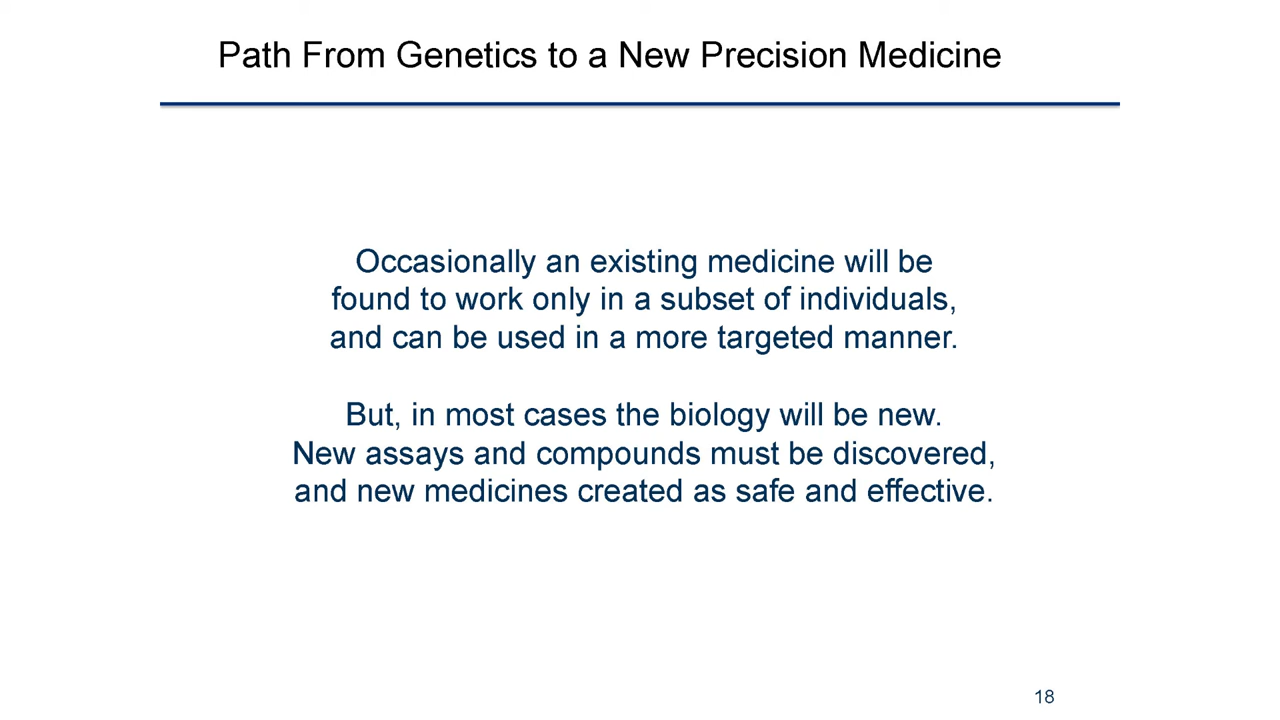 Path From Genetics to a New Precision Medicine
Occasionally an existing medicine will be
found to work only in a subset of individuals,
and can be used in a more targeted manner.
But, in most cases the biology will be new.
New assays and compounds must be discovered,
and new medicines created as safe and effective.
18